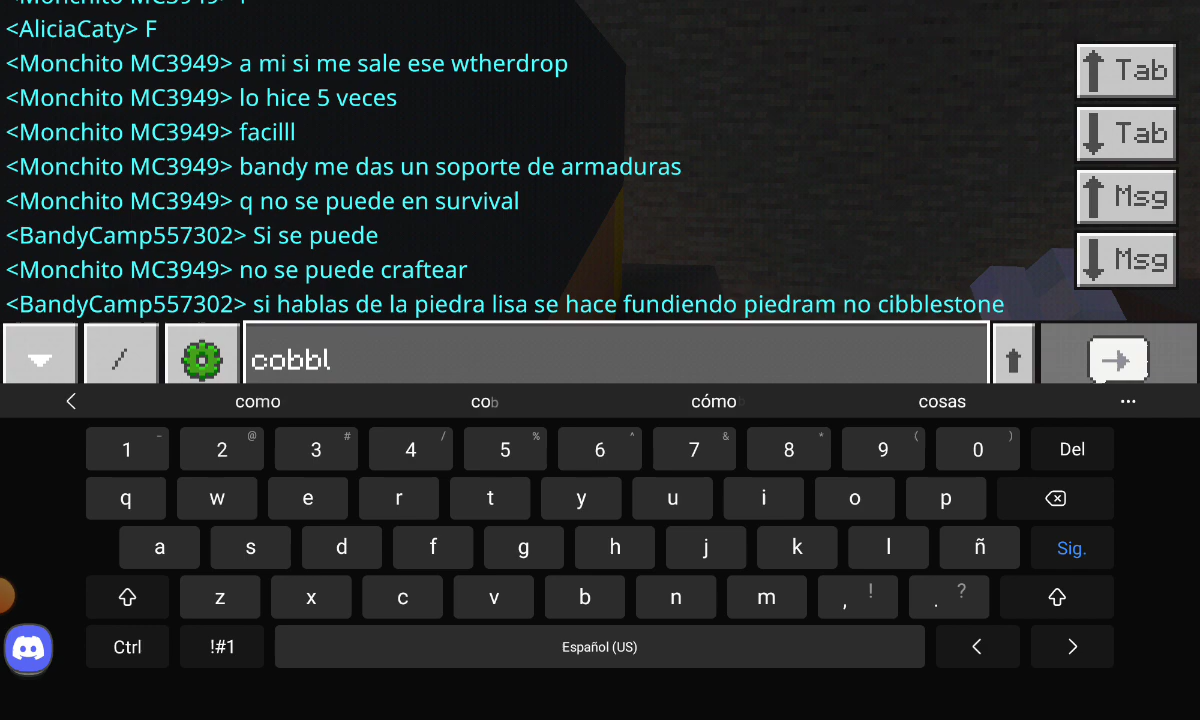 <AliciaCaty> F
<Monchito MC3949> a mi si me sale ese wtherdrop
<Monchito MC3949> lo hice 5 veces
<Monchito MC3949> facilll
<Monchito MC3949> bandy me das un soporte de armaduras
<Monchito MC3949> q no se puede en survival
<BandyCamp557302> Si se puede
<Monchito MC3949> no se puede craftear
<BandyCamp557302> si hablas de la piedra lisa se hace fundiendo piedram no cibblestone
Tab
Tab
Msg
Msg
/ cobbl
como cob cómo cosas ...
1 - 2 @ 3 # 4 / 5 % 6 ^ 7 & 8 * 9 ( 0 ) Del
q w e r t y u i o p
a s d f g h j k l ñ Sig.
z x c v b n m , ! . ?
Ctrl !#1 Español (US) < >